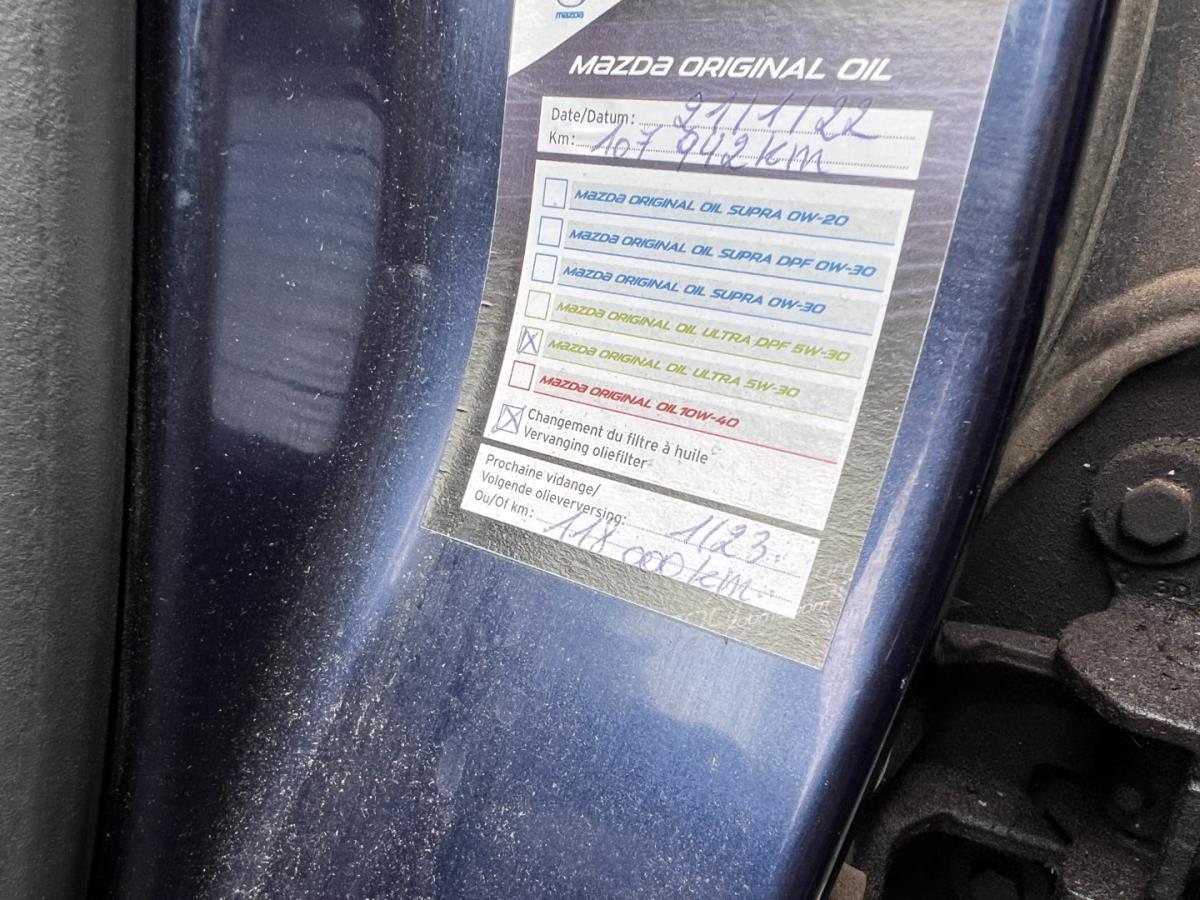 mazda
MAZDA ORIGINAL OIL
Date/Datum: 21/1/22
Km: 107 942 km
MAZDA ORIGINAL OIL SUPRA 0W-20
MAZDA ORIGINAL OIL SUPRA DPF 0W-30
MAZDA ORIGINAL OIL SUPRA 0W-30
MAZDA ORIGINAL OIL ULTRA DPF 5W-30
MAZDA ORIGINAL OIL ULTRA 5W-30
MAZDA ORIGINAL OIL 10W-40
Changement du filtre à huile
Vervanging oliefilter
Prochaine vidange/
Volgende olieverversing: 1/23
Ou/Of km: 000 km